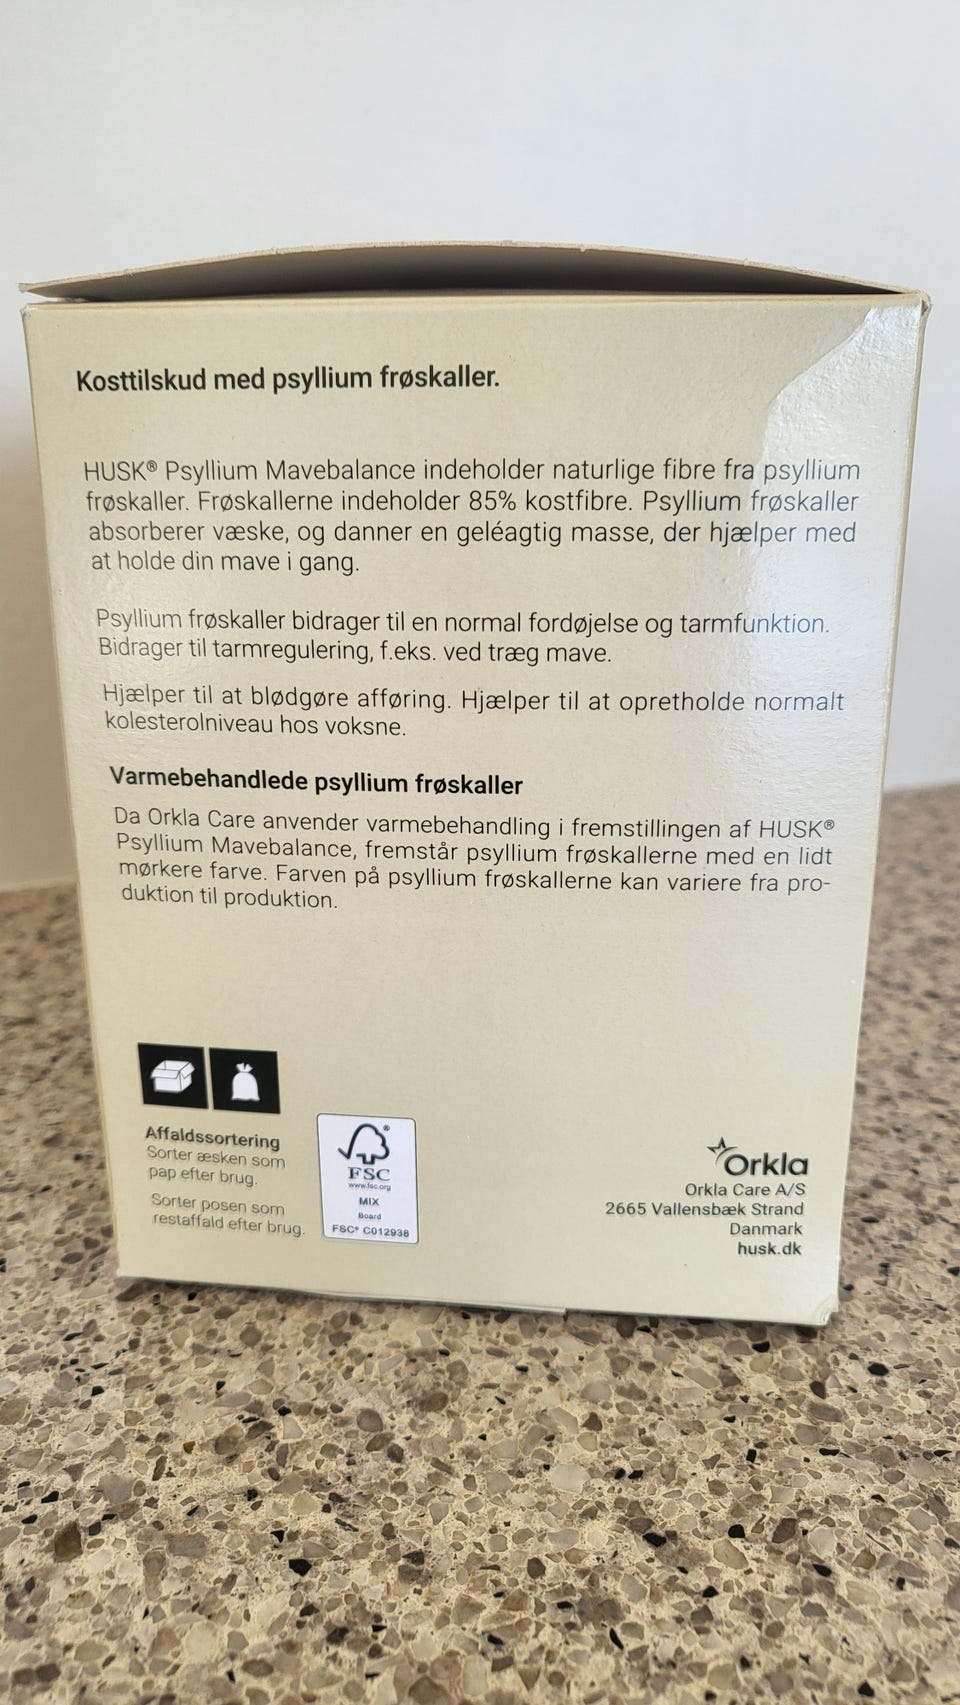 Kosttilskud med psyllium frøskaller.
HUSK® Psyllium Mavebalance indeholder naturlige fibre fra psyllium
frøskaller. Frøskallerne indeholder 85% kostfibre. Psyllium frøskaller
absorberer væske, og danner en geléagtig masse, der hjælper med
at holde din mave i gang.
Psyllium frøskaller bidrager til en normal fordøjelse og tarmfunktion.
Bidrager til tarmregulering, f.eks. ved træg mave.
Hjælper til at blødgøre afføring. Hjælper til at opretholde normalt
kolesterolniveau hos voksne.
Varmebehandlede psyllium frøskaller
Da Orkla Care anvender varmebehandling i fremstillingen af HUSK®
Psyllium Mavebalance, fremstår psyllium frøskallerne med en lidt
mørkere farve. Farven på psyllium frøskallerne kan variere fra pro-
duktion til produktion.
Affaldssortering
Sorter æsken som
pap efter brug.
Sorter posen som
restaffald efter brug.
®
FSC
www.fsc.org
MIX
Board
FSC® C012938
Orkla
Orkla Care A/S
2665 Vallensbæk Strand
Danmark
husk.dk